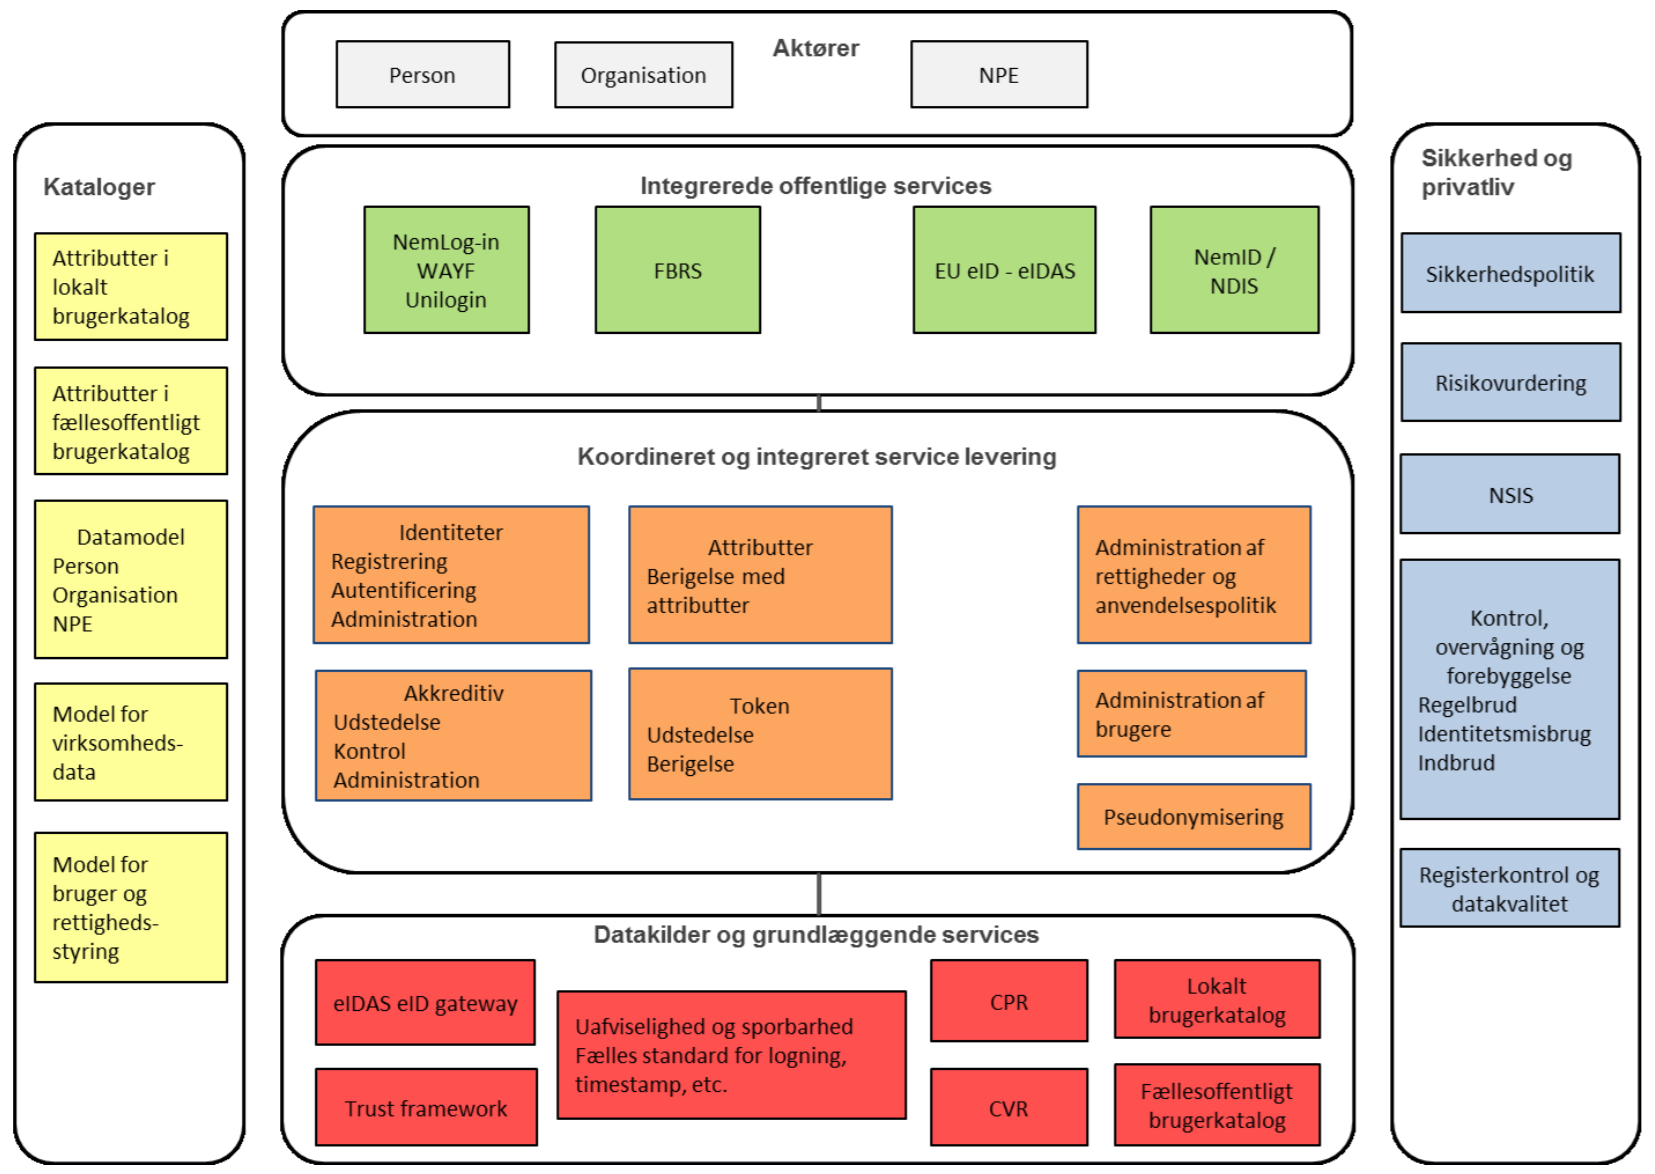 Aktører
Person
Organisation
NPE
Kataloger
Attributter i
lokalt
brugerkatalog
Attributter i
fællesoffentligt
brugerkatalog
Datamodel
Person
Organisation
NPE
Model for
virksomheds-
data
Model for
bruger og
rettigheds-
styring
Integrerede offentlige services
NemLog-in
WAYF
Unilogin
FBRS
EU eID - eIDAS
NemID /
NDIS
Koordineret og integreret service levering
Identiteter
Registrering
Autentificering
Administration
Attributter
Berigelse med
attributter
Administration af
rettigheder og
anvendelsespolitik
Akkreditiv
Udstedelse
Kontrol
Administration
Token
Udstedelse
Berigelse
Administration af
brugere
Pseudonymisering
Datakilder og grundlæggende services
eIDAS eID gateway
Trust framework
Uafviselighed og sporbarhed
Fælles standard for logning,
timestamp, etc.
CPR
CVR
Lokalt
brugerkatalog
Fællesoffentligt
brugerkatalog
Sikkerhed og
privatliv
Sikkerhedspolitik
Risikovurdering
NSIS
Kontrol,
overvågning og
forebyggelse
Regelbrud
Identitetsmisbrug
Indbrud
Registerkontrol og
datakvalitet